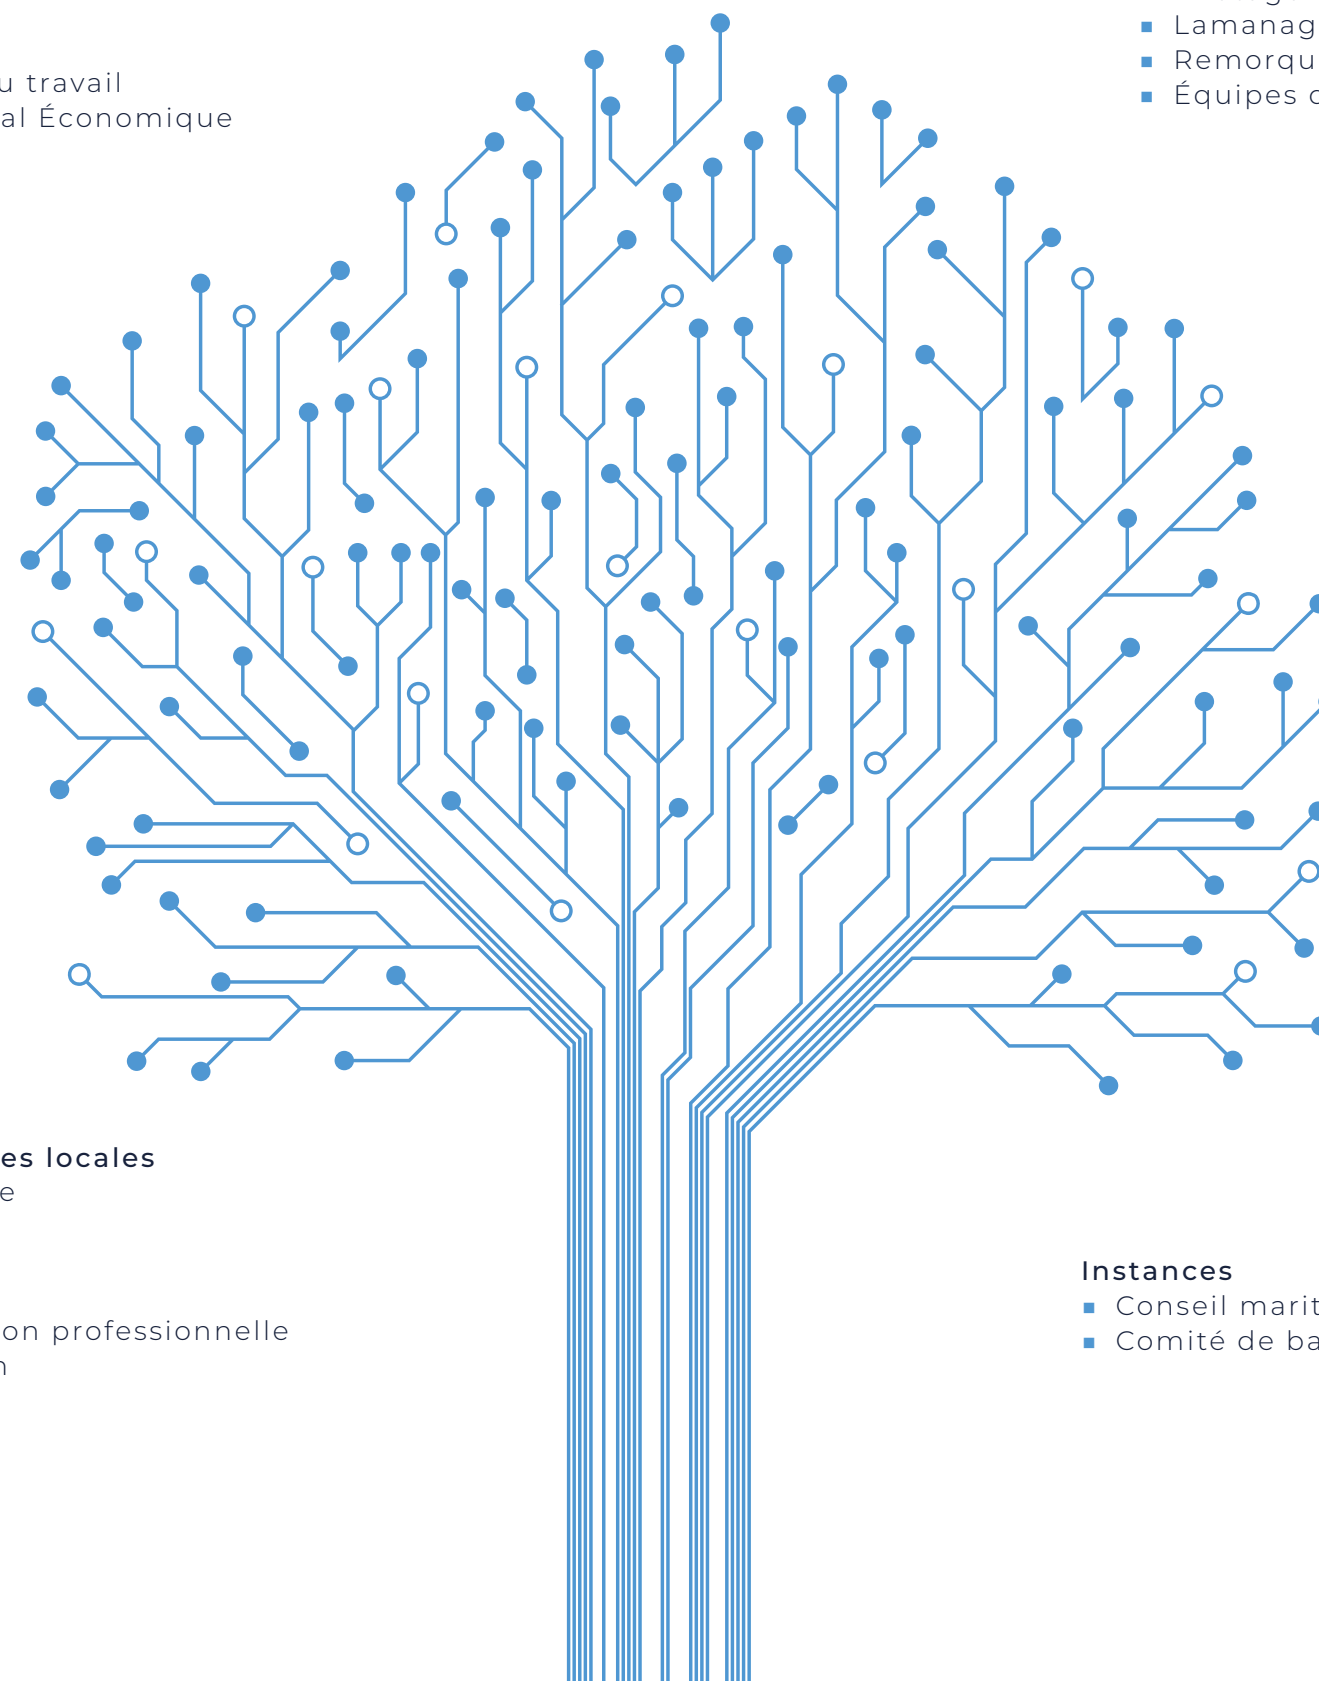 u travail
al Économique
Lamanag
Remorqu
Équipes
es locales
e
on professionnelle
n
Instances
Conseil marit
Comité de ba